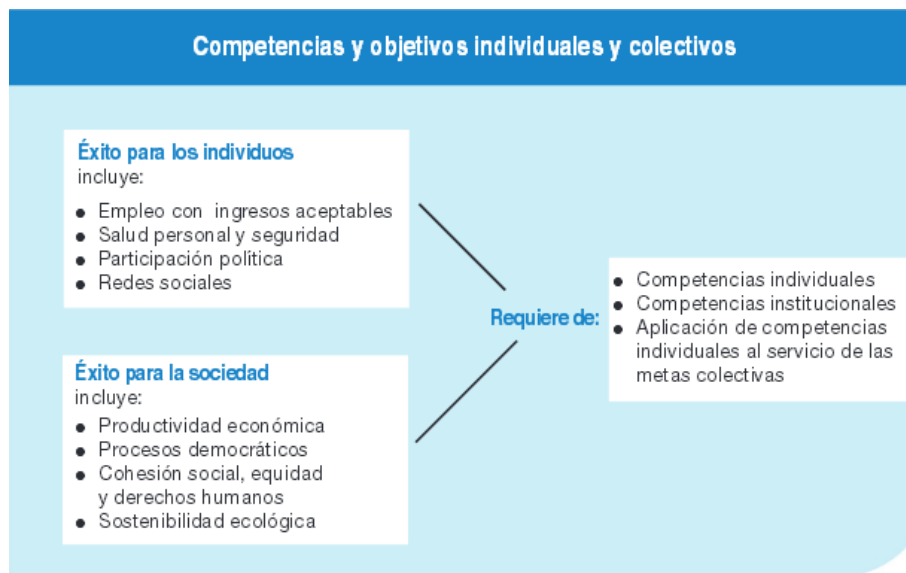 Competencias y objetivos individuales y colectivos
Éxito para los individuos
incluye:
● Empleo con ingresos aceptables
● Salud personal y seguridad
● Participación política
● Redes sociales
Requiere de:
● Competencias individuales
● Competencias institucionales
● Aplicación de competencias
individuales al servicio de las
metas colectivas
Éxito para la sociedad
incluye:
● Productividad económica
● Procesos democráticos
● Cohesión social, equidad
y derechos humanos
● Sostenibilidad ecológica